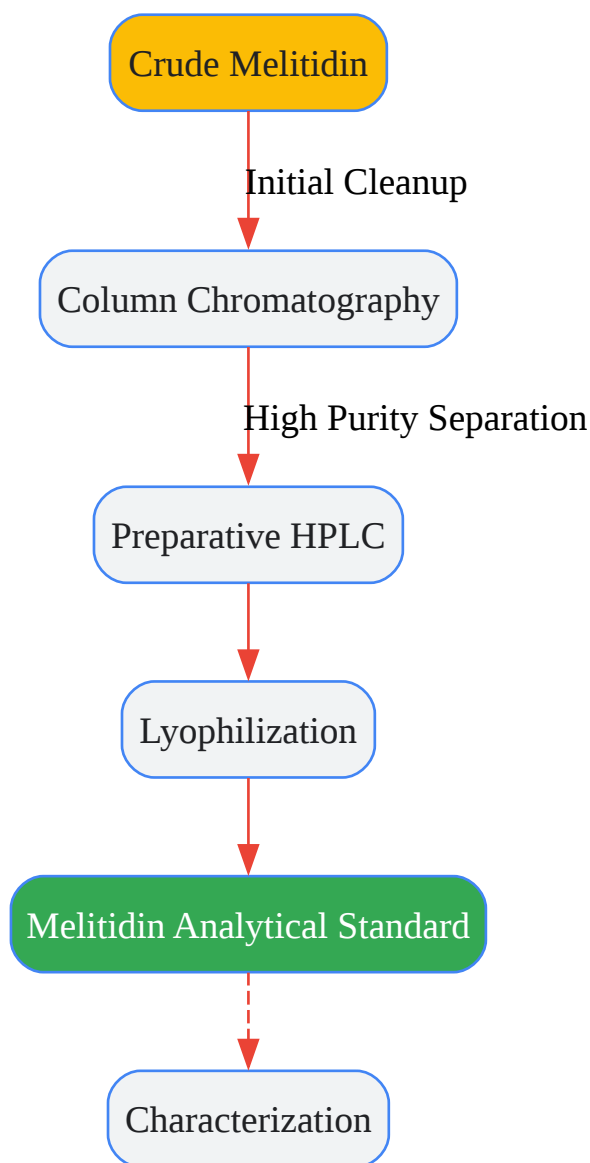 Crude Melitidin
Initial Cleanup
Column Chromatography
High Purity Separation
Preparative HPLC
Lyophilization
Melitidin Analytical Standard
Characterization